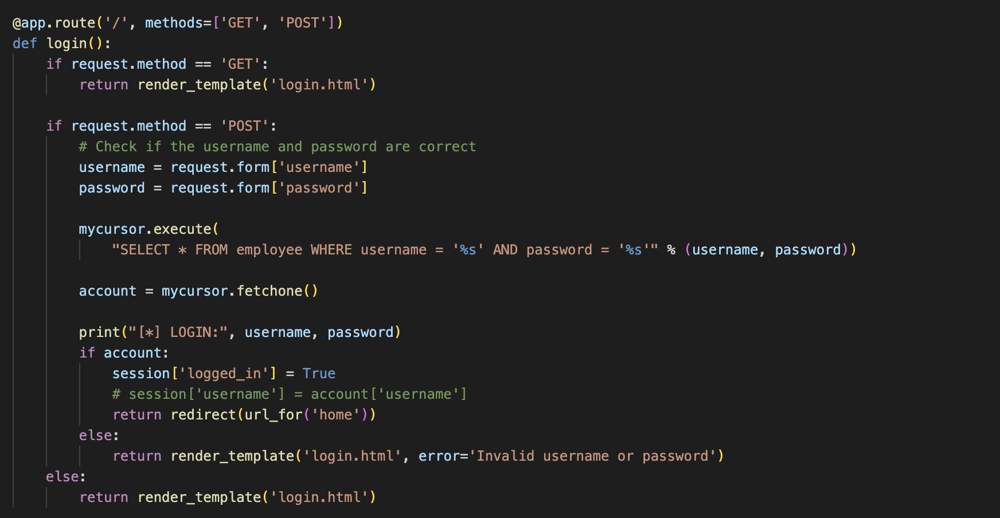 @app.route('/', methods=['GET', 'POST'])
def login():
    if request.method == 'GET':
        return render_template('login.html')

    if request.method == 'POST':
        # Check if the username and password are correct
        username = request.form['username']
        password = request.form['password']

        mycursor.execute(
            "SELECT * FROM employee WHERE username = '%s' AND password = '%s'" % (username, password))

        account = mycursor.fetchone()

        print("[*] LOGIN:", username, password)
        if account:
            session['logged_in'] = True
            # session['username'] = account['username']
            return redirect(url_for('home'))
        else:
            return render_template('login.html', error='Invalid username or password')
    else:
        return render_template('login.html')